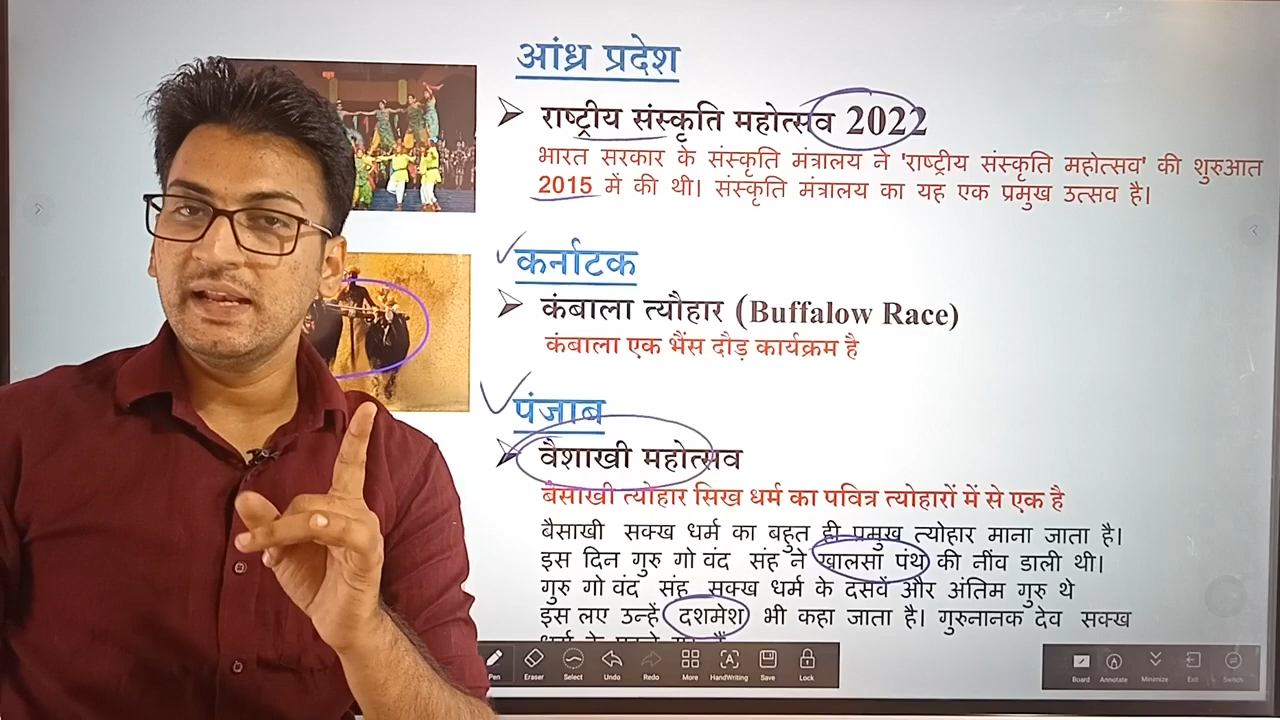 आंध्र प्रदेश
राष्ट्रीय संस्कृति महोत्सव 2022
भारत सरकार के संस्कृति मंत्रालय ने 'राष्ट्रीय संस्कृति महोत्सव' की शुरुआत
2015 में की थी। संस्कृति मंत्रालय का यह एक प्रमुख उत्सव है।
कर्नाटक
कंबाला त्यौहार (Buffalow Race)
कंबाला एक भैंस दौड़ कार्यक्रम है
पंजाब
वैशाखी महोत्सव
बैसाखी त्योहार सिख धर्म का पवित्र त्योहारों में से एक है
बैसाखी सक्ख धर्म का बहुत ही प्रमुख त्योहार माना जाता है।
इस दिन गुरु गो वंद संह ने खालसा पंथ की नींव डाली थी।
गुरु गो वंद संह सक्ख धर्म के दसवें और अंतिम गुरु थे
इस लए उन्हें दशमेश भी कहा जाता है। गुरुनानक देव सक्ख
Pen Eraser Select Undo Redo More HandWriting Save Lock
Board Annotate Minimize Exit Switch